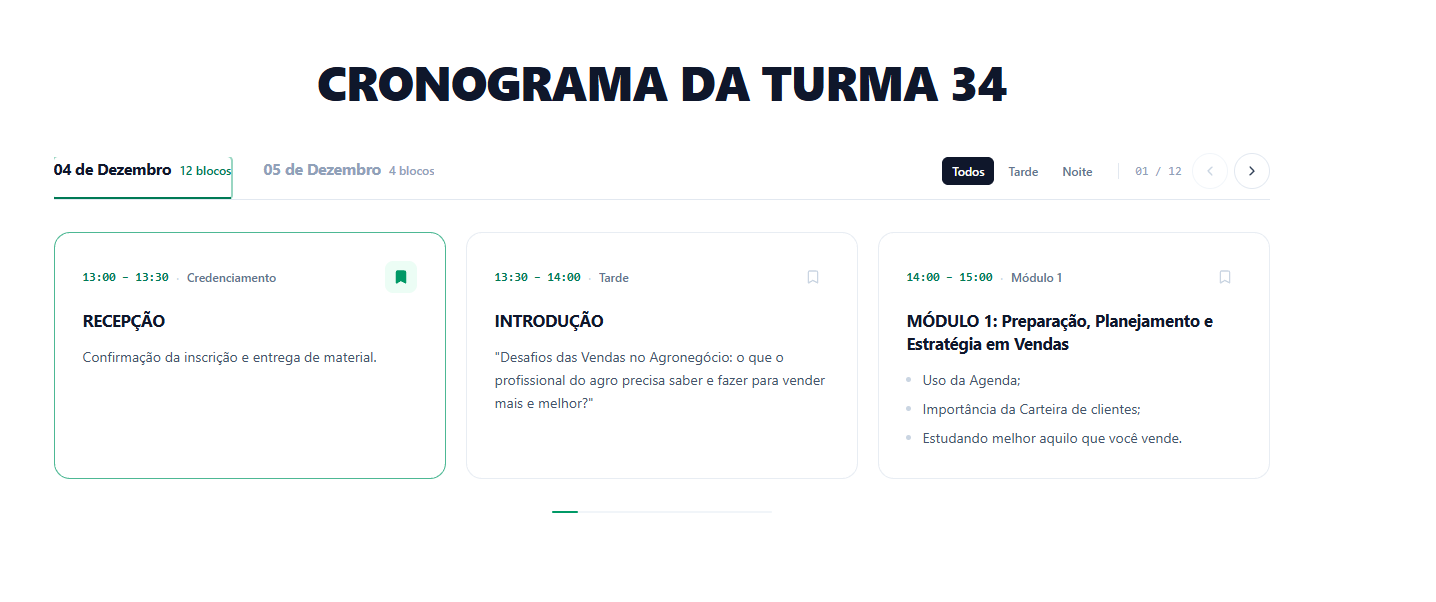 CRONOGRAMA DA TURMA 34
04 de Dezembro 12 blocos
05 de Dezembro 4 blocos
Todos
Tarde
Noite
01 / 12
13:00 – 13:30 · Credenciamento
RECEPÇÃO
Confirmação da inscrição e entrega de material.
13:30 – 14:00 · Tarde
INTRODUÇÃO
"Desafios das Vendas no Agronegócio: o que o
profissional do agro precisa saber e fazer para vender
mais e melhor?"
14:00 – 15:00 · Módulo 1
MÓDULO 1: Preparação, Planejamento e
Estratégia em Vendas
Uso da Agenda;
Importância da Carteira de clientes;
Estudando melhor aquilo que você vende.